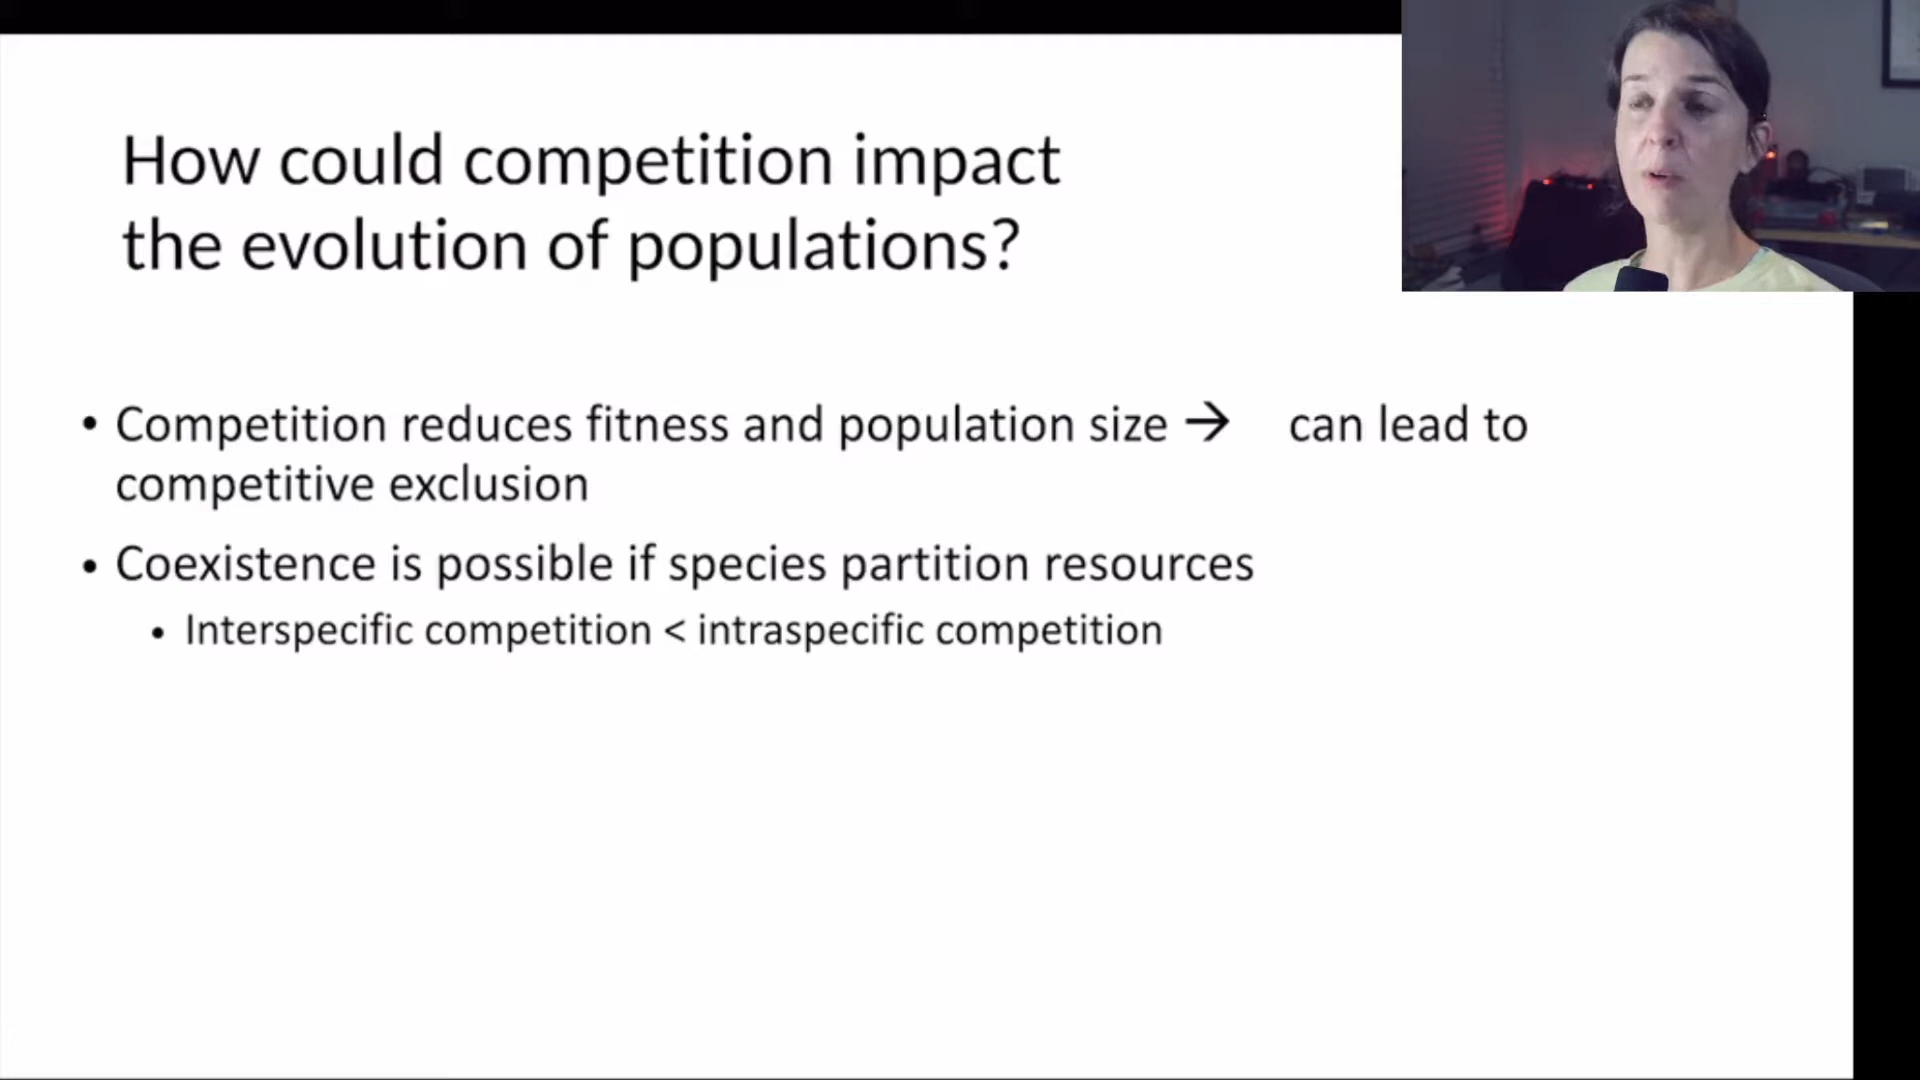 How could competition impact
the evolution of populations?
• Competition reduces fitness and population size → can lead to
competitive exclusion
• Coexistence is possible if species partition resources
• Interspecific competition < intraspecific competition